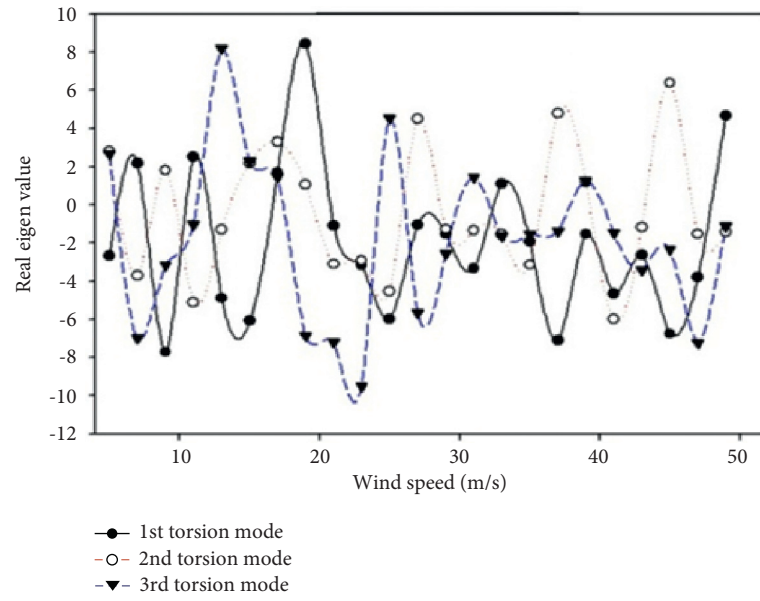 10
8
6
4
2
0
-2
-4
-6
-8
-10
-12
Real eigen value
10 20 30 40 50
Wind speed (m/s)
1st torsion mode
2nd torsion mode
3rd torsion mode